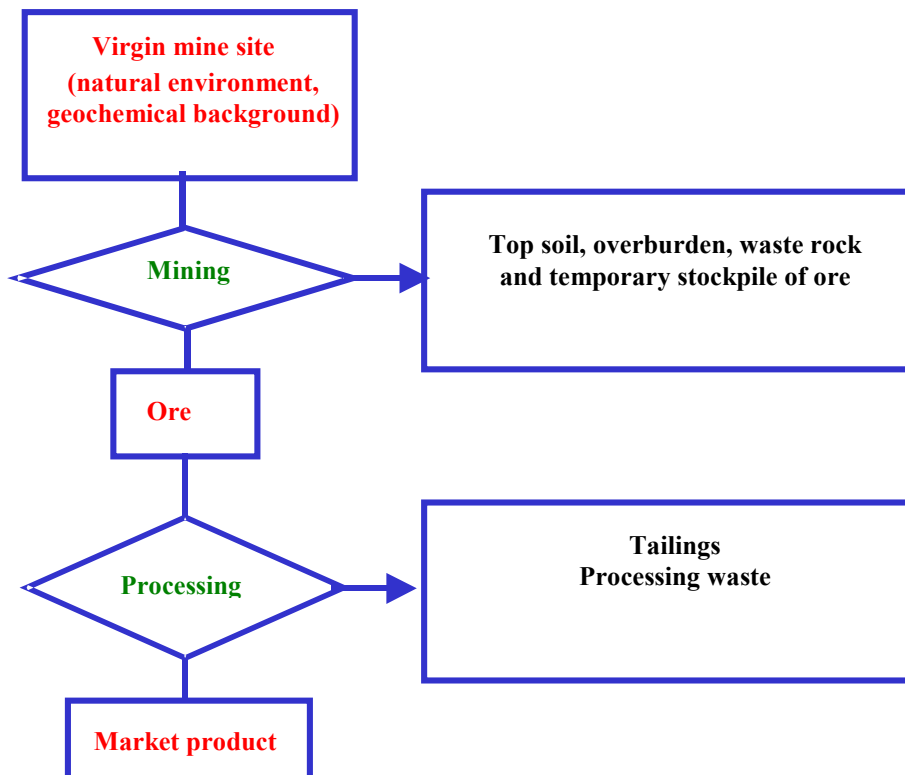 Virgin mine site
(natural environment,
geochemical background)
Mining
Top soil, overburden, waste rock
and temporary stockpile of ore
Ore
Processing
Tailings
Processing waste
Market product